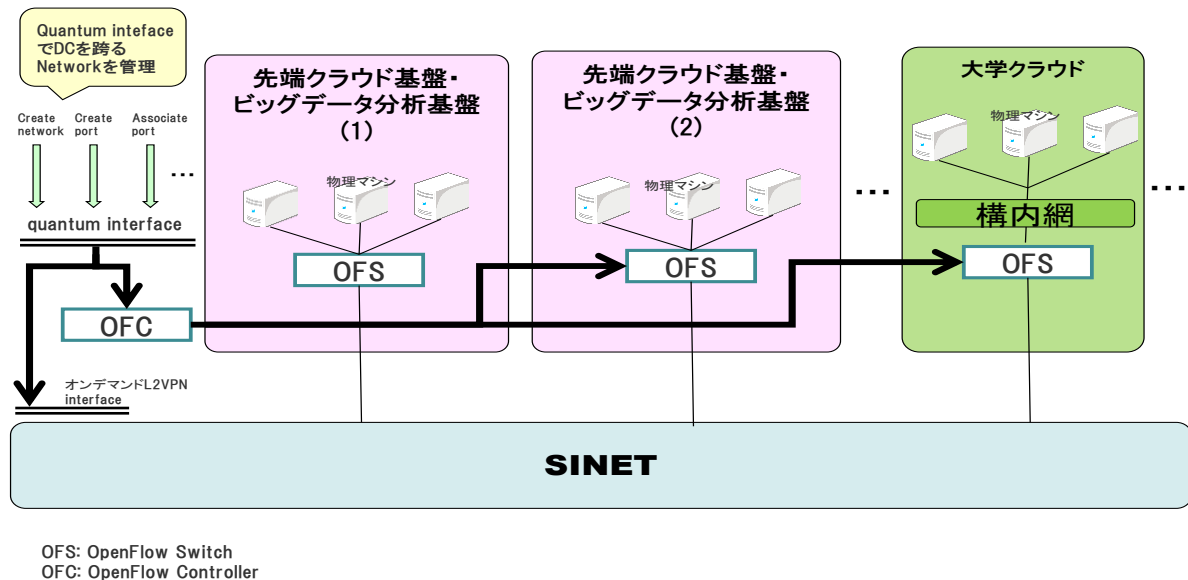 Quantum inteface
でDCを跨る
Networkを管理
Create
network
Create
port
Associate
port
...
quantum interface
OFC
オンデマンドL2VPN
interface
先端クラウド基盤・
ビッグデータ分析基盤
(1)
物理マシン
OFS
先端クラウド基盤・
ビッグデータ分析基盤
(2)
物理マシン
OFS
...
大学クラウド
物理マシン
構内網
OFS
...
SINET
OFS: OpenFlow Switch
OFC: OpenFlow Controller